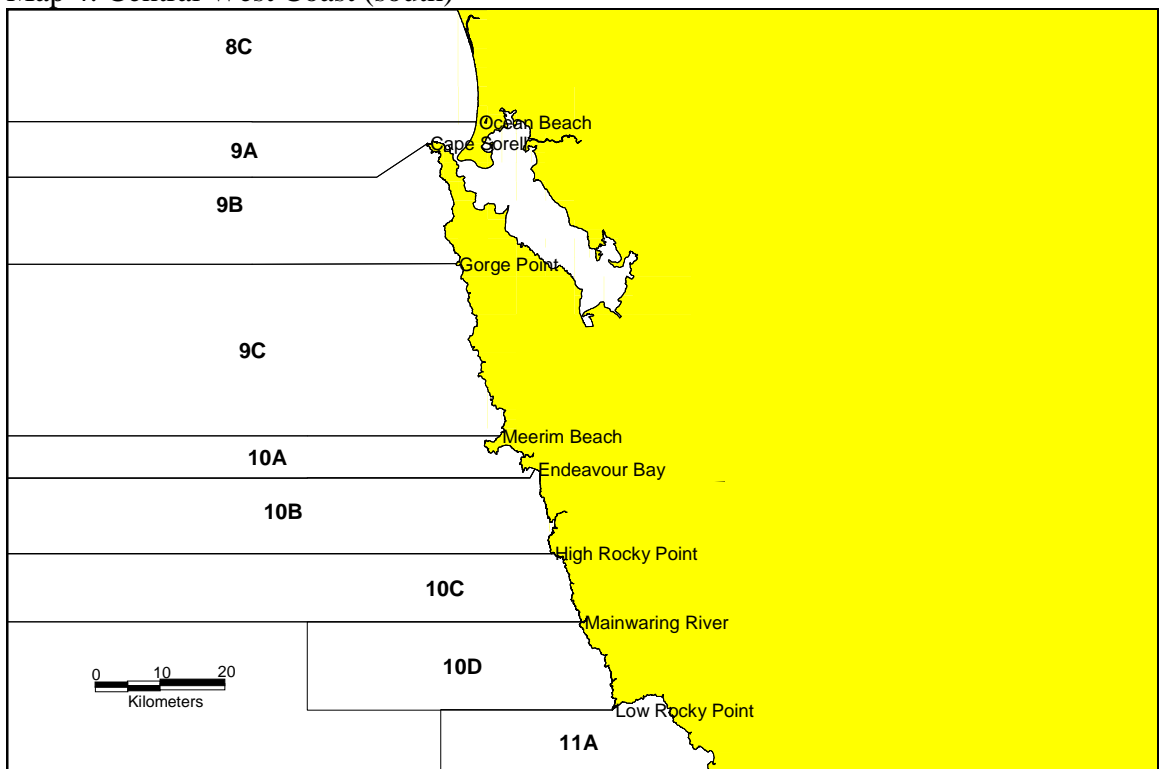 Map 4: Central West Coast (south)
8C
Ocean Beach
Cape Sorell
9A
9B
Gorge Point
9C
Meerim Beach
10A
Endeavour Bay
10B
High Rocky Point
10C
Mainwaring River
10D
0 10 20
Kilometers
Low Rocky Point
11A